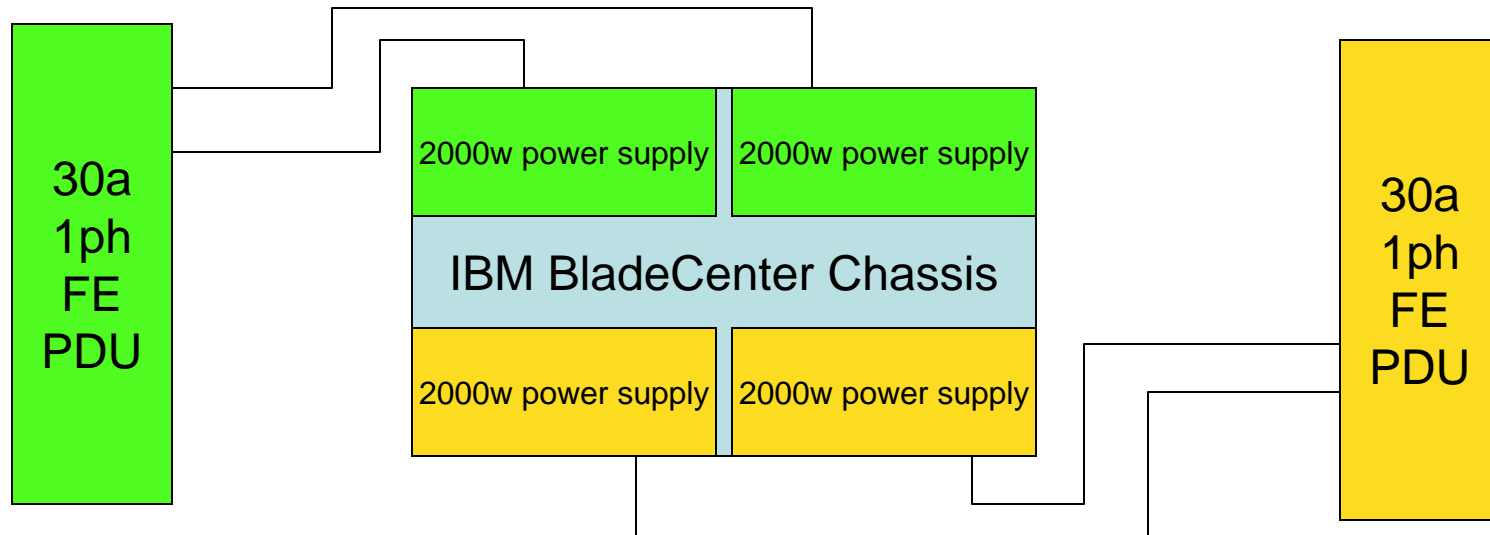 30a
1ph
FE
PDU
2000w power supply
2000w power supply
IBM BladeCenter Chassis
2000w power supply
2000w power supply
30a
1ph
FE
PDU